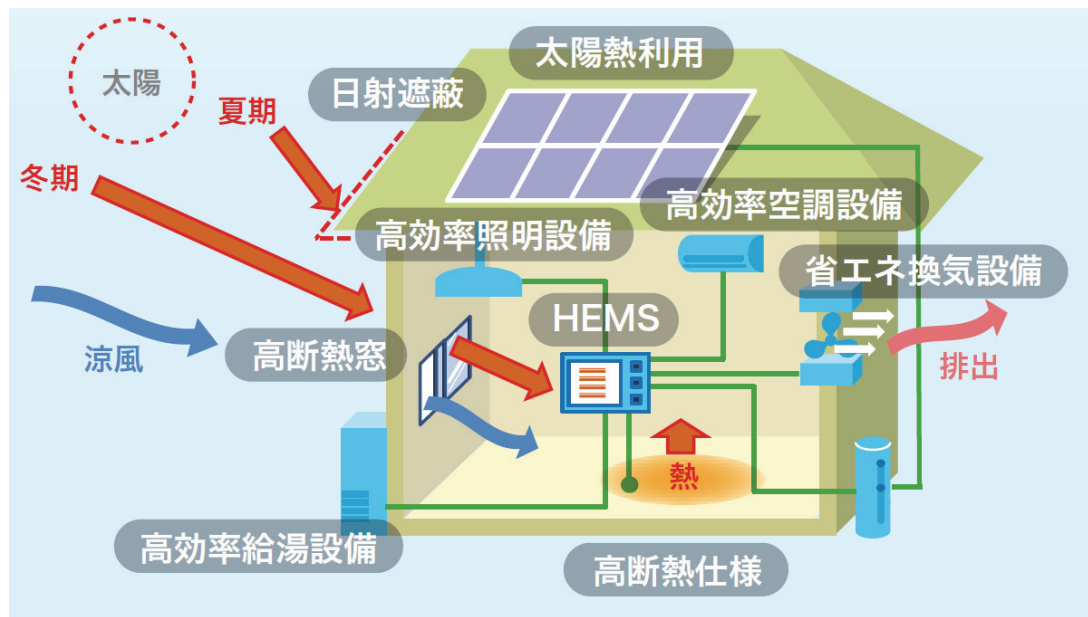 太陽熱利用
太陽
日射遮蔽
夏期
冬期
高効率空調設備
高効率照明設備
省エネ換気設備
HEMS
高断熱窓
涼風
排出
熱
高効率給湯設備
高断熱仕様